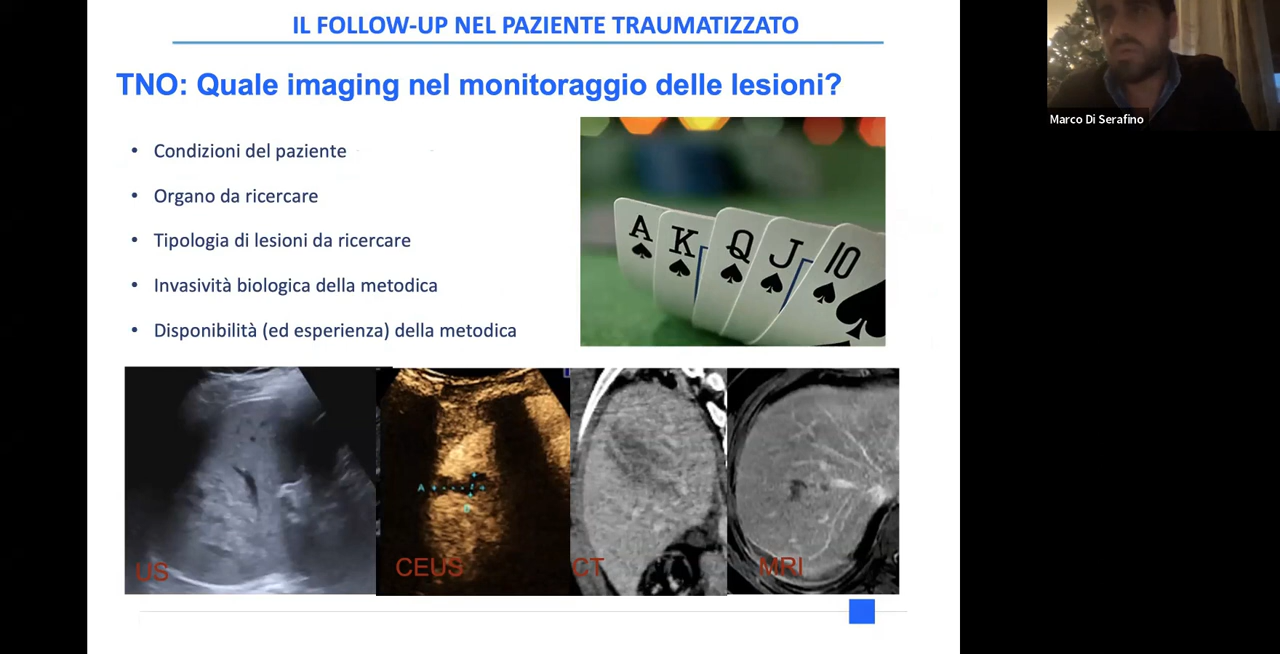 IL FOLLOW-UP NEL PAZIENTE TRAUMATIZZATO
TNO: Quale imaging nel monitoraggio delle lesioni?
• Condizioni del paziente
• Organo da ricercare
• Tipologia di lesioni da ricercare
• Invasività biologica della metodica
• Disponibilità (ed esperienza) della metodica
A K Q J 10
A
US
CEUS
CT
MRI
Marco Di Serafino